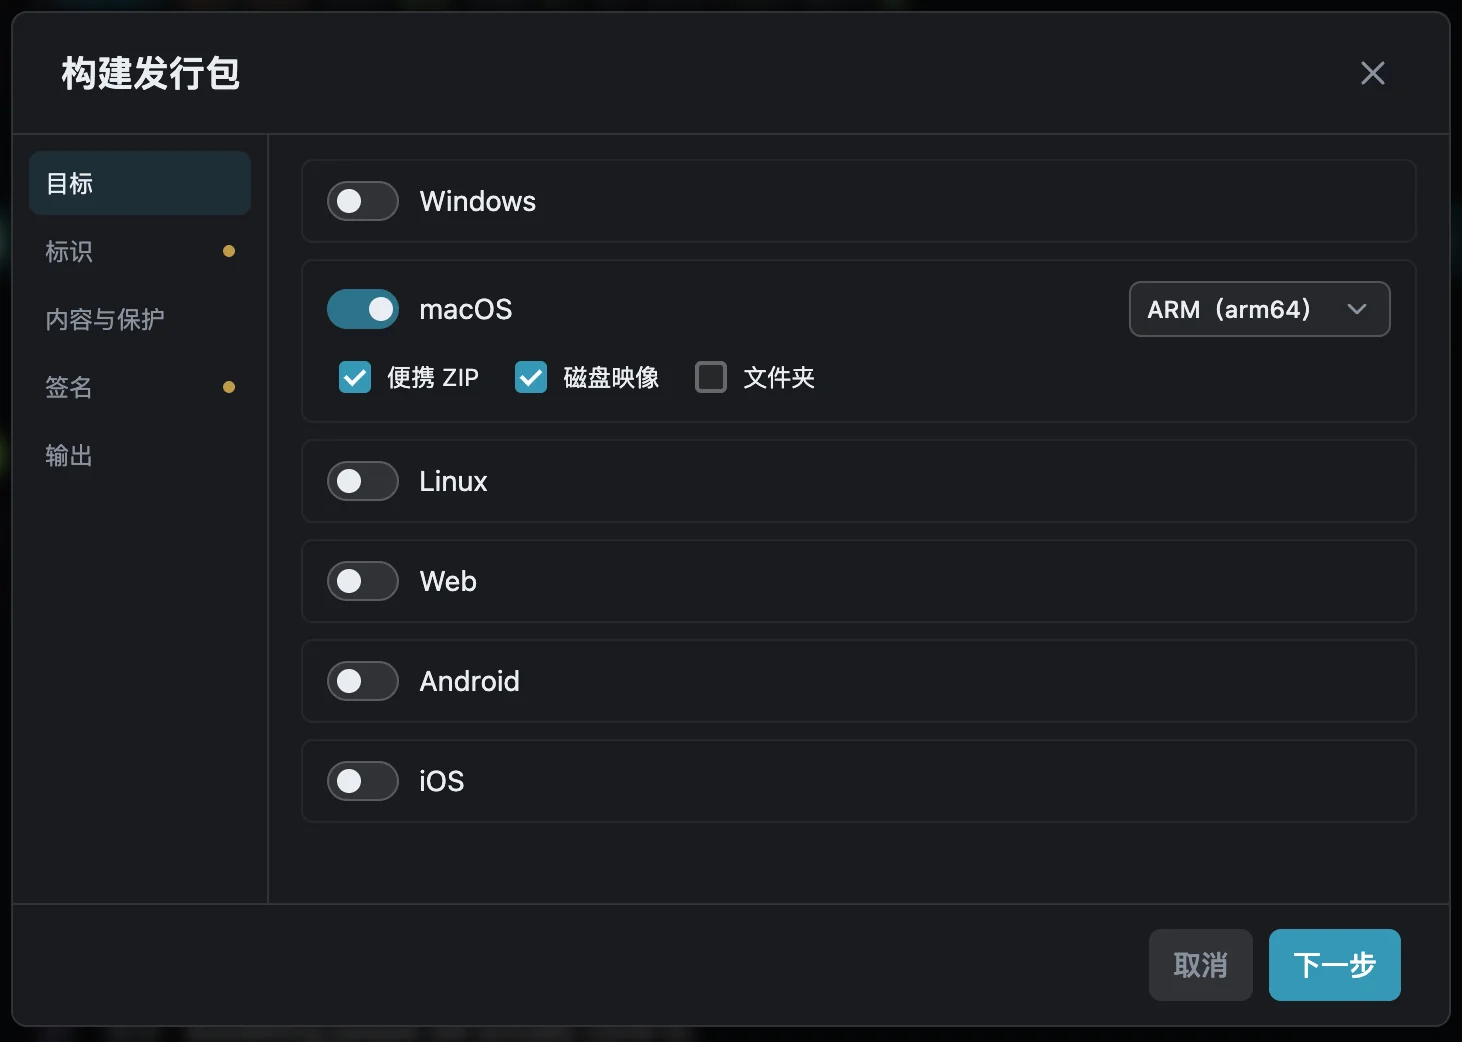 构建发行包
目标
标识
内容与保护
签名
输出
Windows
macOS
ARM（arm64）
便携 ZIP
磁盘映像
文件夹
Linux
Web
Android
iOS
取消
下一步